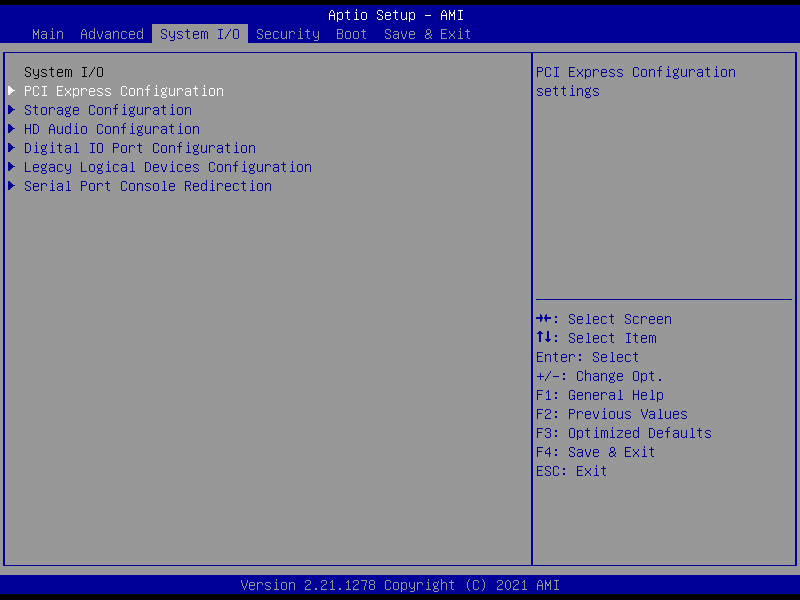 Aptio Setup - AMI
Main Advanced System I/O Security Boot Save & Exit
System I/O
PCI Express Configuration
Storage Configuration
HD Audio Configuration
Digital IO Port Configuration
Legacy Logical Devices Configuration
Serial Port Console Redirection
PCI Express Configuration
settings
→←: Select Screen
↑↓: Select Item
Enter: Select
+/-: Change Opt.
F1: General Help
F2: Previous Values
F3: Optimized Defaults
F4: Save & Exit
ESC: Exit
Version 2.21.1278 Copyright (C) 2021 AMI